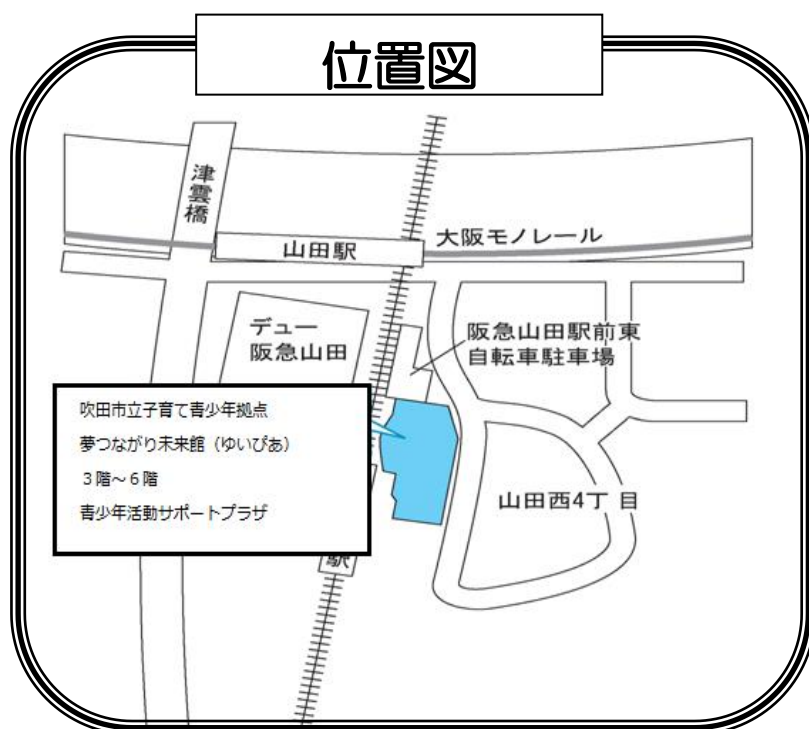 位置図
津雲橋
山田駅
大阪モノレール
デュー
阪急山田
阪急山田駅前東
自転車駐車場
吹田市立子育て青少年拠点
夢つながり未来館（ゆいぴあ）
３階～６階
青少年活動サポートプラザ
山田西4丁目
駅